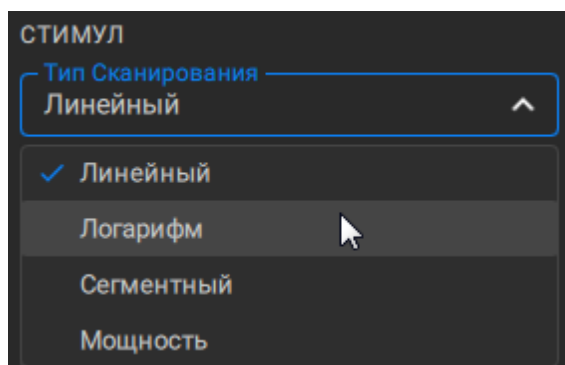 СТИМУЛ
Тип Сканирования
Линейный
Линейный
Логарифм
Сегментный
Мощность